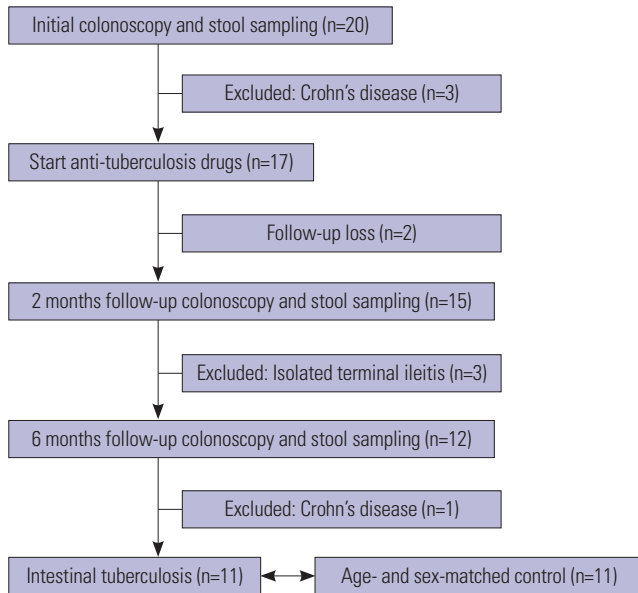 Initial colonoscopy and stool sampling (n=20)
Excluded: Crohn's disease (n=3)
Start anti-tuberculosis drugs (n=17)
Follow-up loss (n=2)
2 months follow-up colonoscopy and stool sampling (n=15)
Excluded: Isolated terminal ileitis (n=3)
6 months follow-up colonoscopy and stool sampling (n=12)
Excluded: Crohn's disease (n=1)
Intestinal tuberculosis (n=11)
Age- and sex-matched control (n=11)